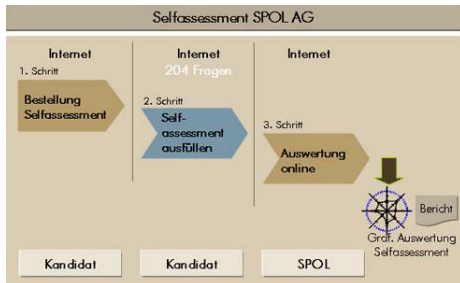 Selfassessment SPOL AG
Internet
Internet
204 Fragen
Internet
1. Schritt
Bestellung
Selfassessment
2. Schritt
Self-
assessment
ausfüllen
3. Schritt
Auswertung
online
Bericht
Graf. Auswertung
Selfassessment
Kandidat
Kandidat
SPOL